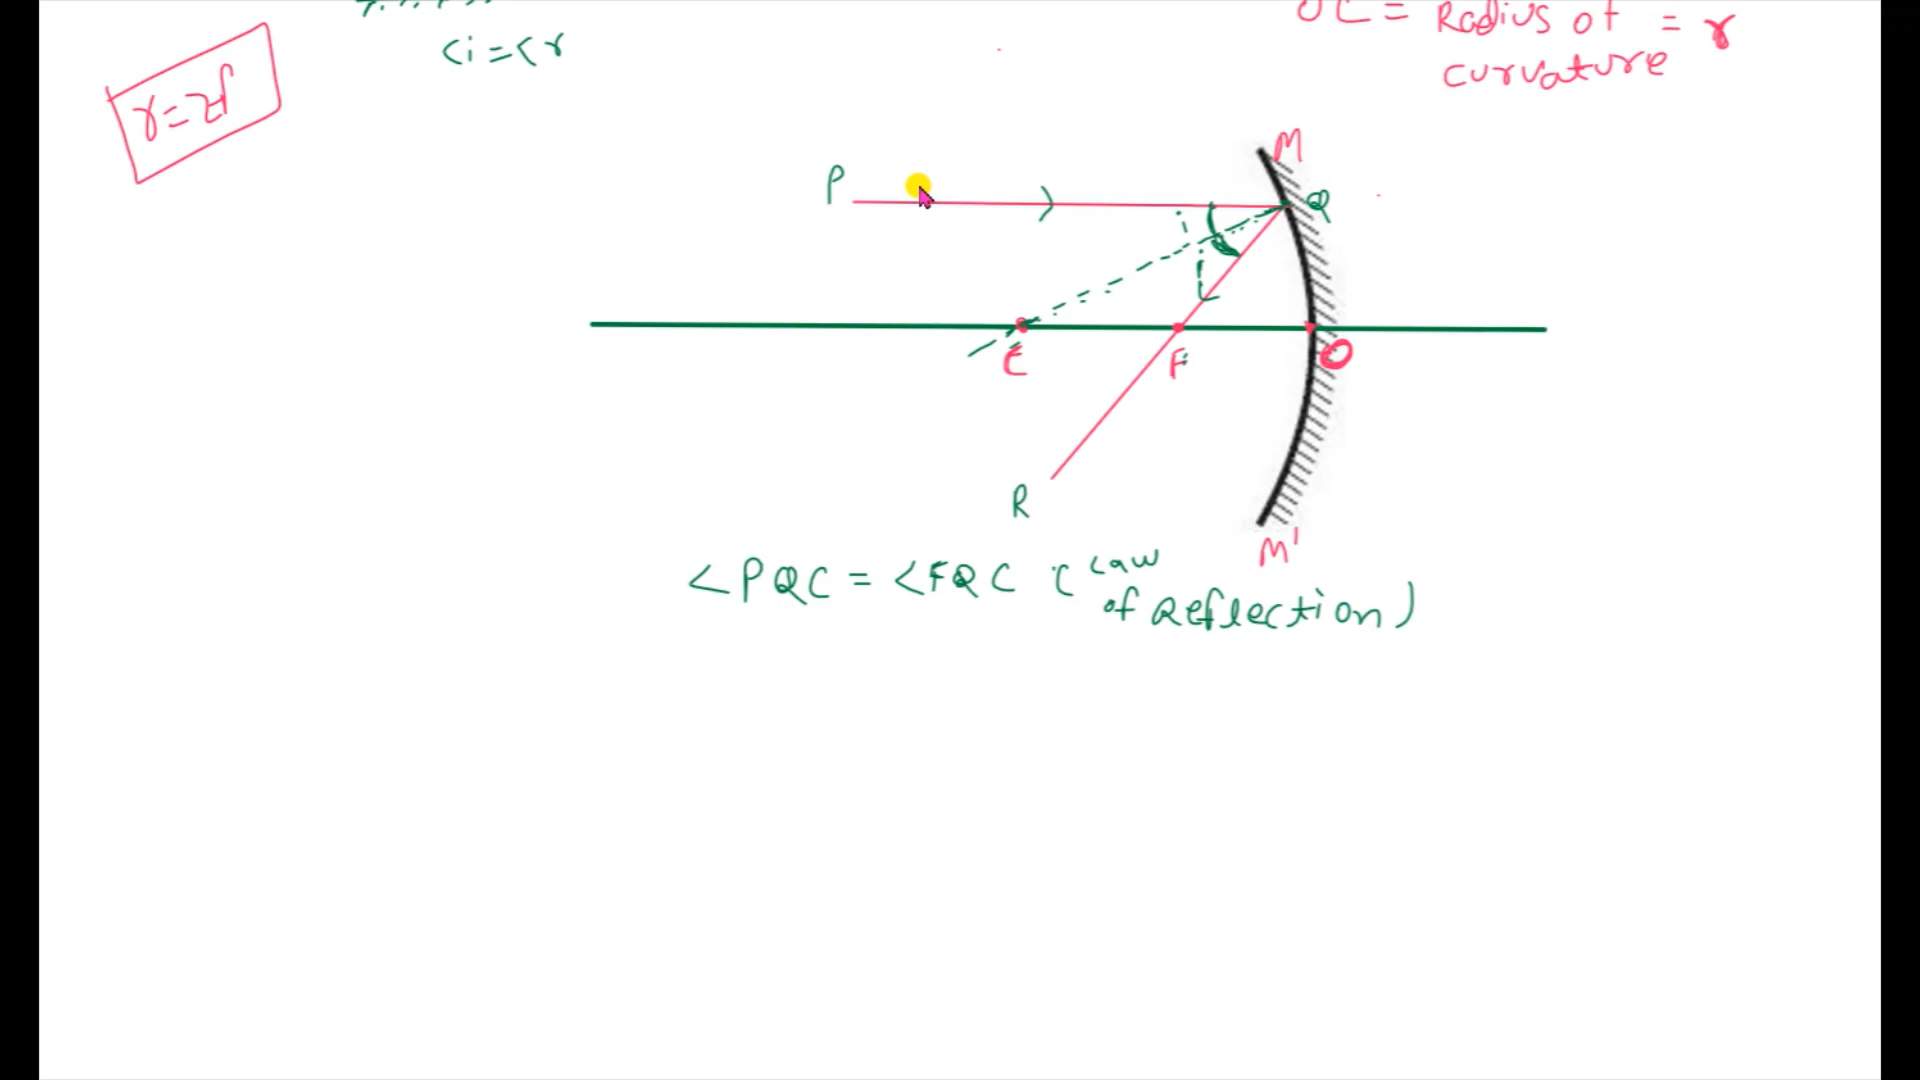 OC = Radius of = r
<i = <r
curvature
r = 2f
M
P
Q
i
r
C
F
O
R
M'
<PQC = <FQC (Law
of Reflection)